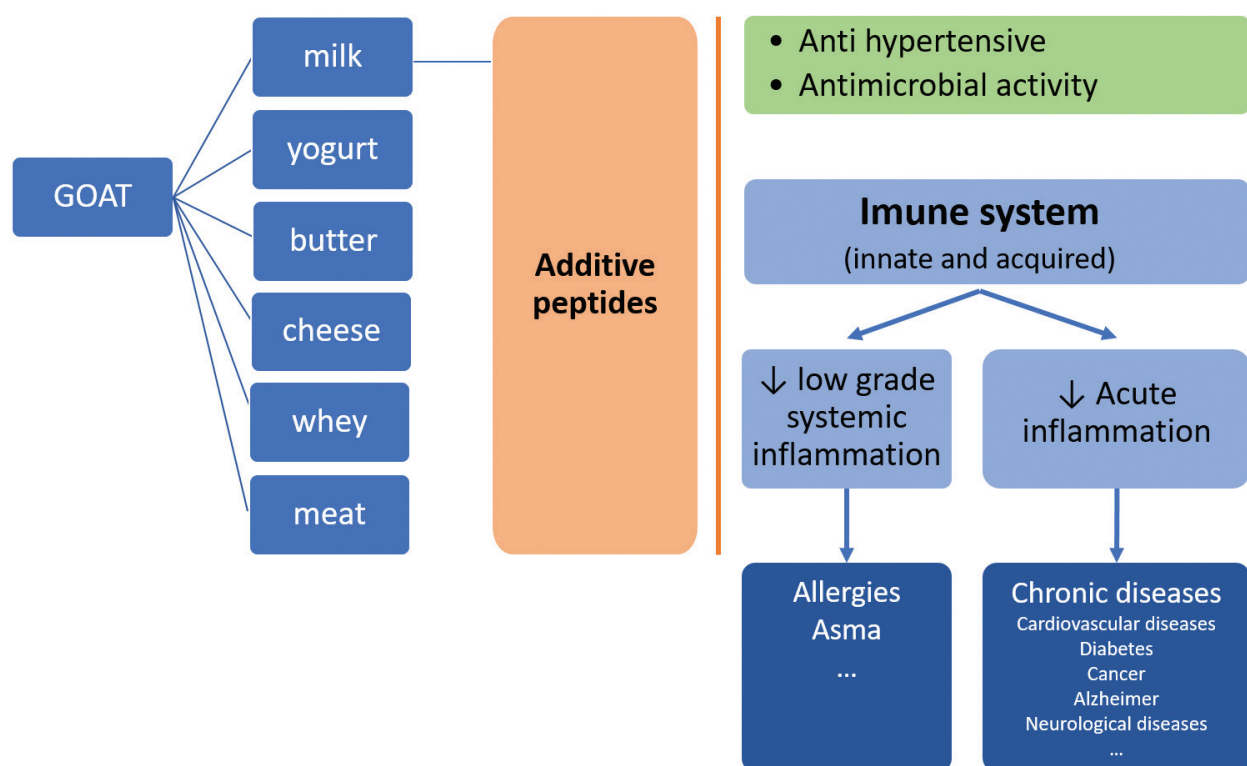 GOAT
milk
yogurt
butter
cheese
whey
meat
Additive
peptides
• Anti hypertensive
• Antimicrobial activity
Imune system
(innate and acquired)
↓ low grade
systemic
inflammation
↓ Acute
inflammation
Allergies
Asma
...
Chronic diseases
Cardiovascular diseases
Diabetes
Cancer
Alzheimer
Neurological diseases
...